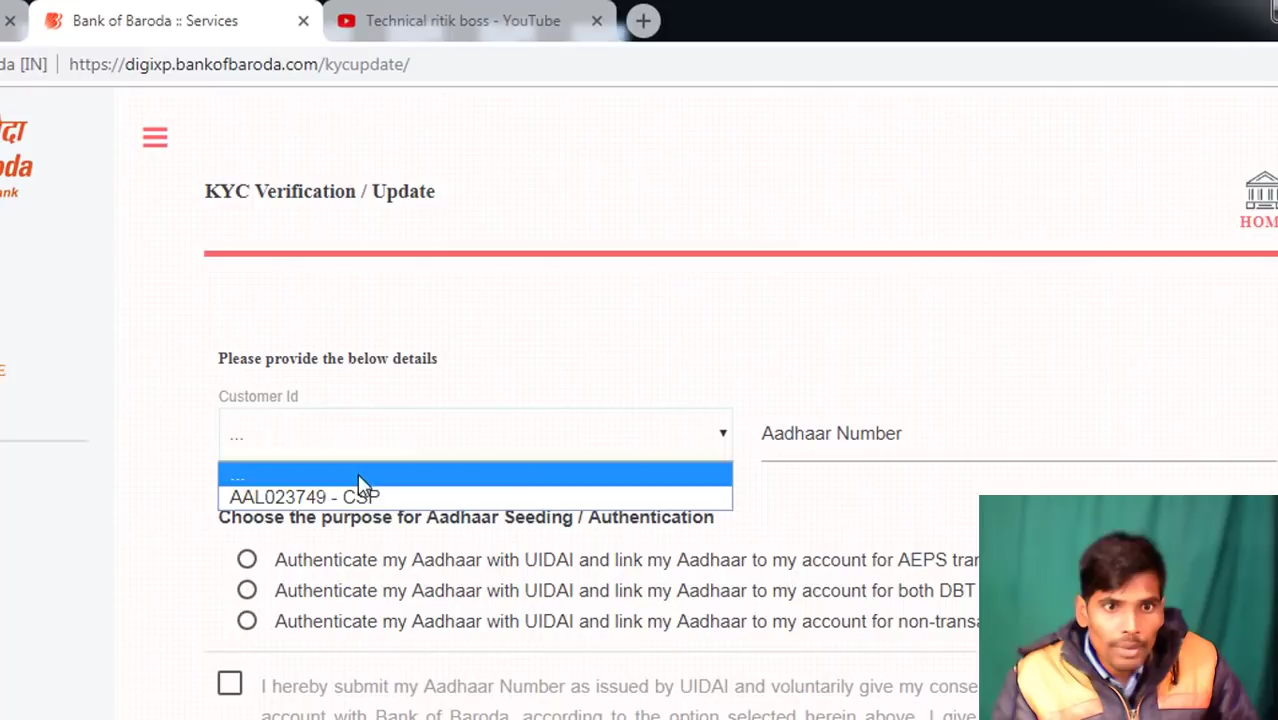 Bank of Baroda :: Services
Technical ritik boss - YouTube
da [IN]
https://digixp.bankofbaroda.com/kycupdate/
दा
oda
nk
KYC Verification / Update
HOM
Please provide the below details
Customer Id
...
Aadhaar Number
...
AAL023749 - CSP
Choose the purpose for Aadhaar Seeding / Authentication
E
Authenticate my Aadhaar with UIDAI and link my Aadhaar to my account for AEPS tran
Authenticate my Aadhaar with UIDAI and link my Aadhaar to my account for both DBT
Authenticate my Aadhaar with UIDAI and link my Aadhaar to my account for non-transa
I hereby submit my Aadhaar Number as issued by UIDAI and voluntarily give my conse
account with Bank of Baroda, according to the option selected herein above. I give